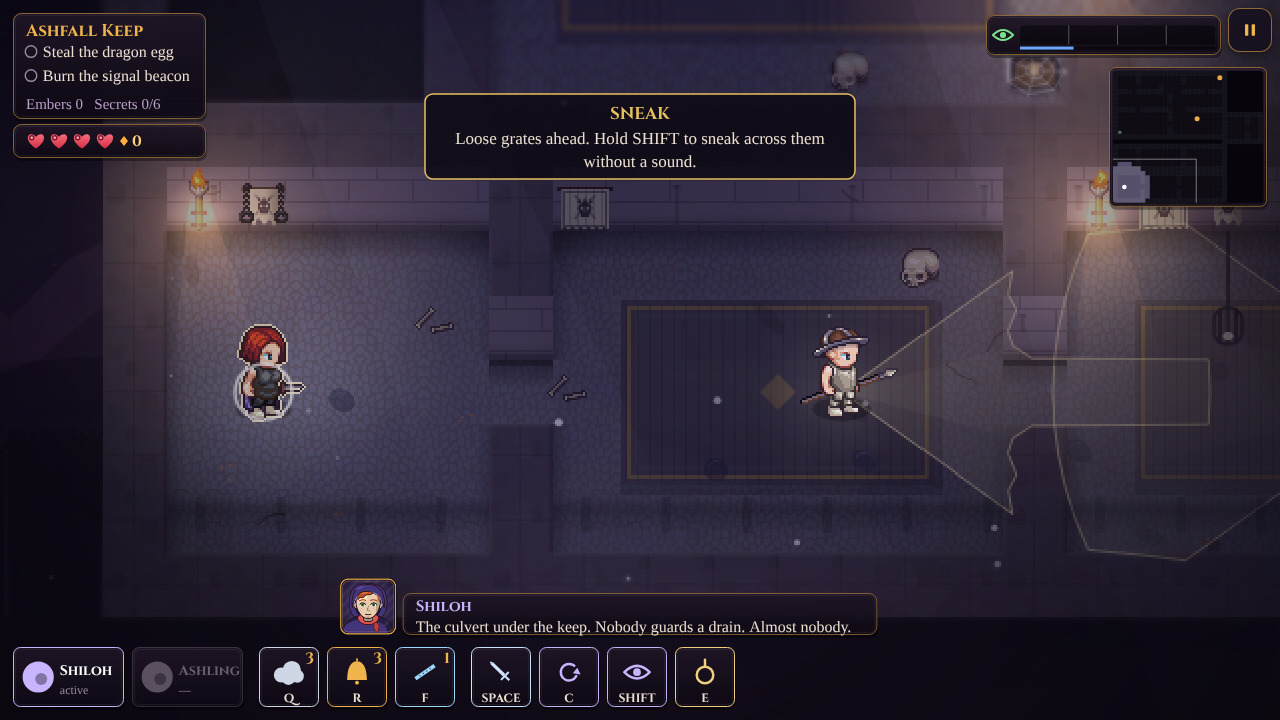 ASHFALL KEEP
Steal the dragon egg
Burn the signal beacon
Embers 0 Secrets 0/6
0
SNEAK
Loose grates ahead. Hold SHIFT to sneak across them
without a sound.
SHILOH
The culvert under the keep. Nobody guards a drain. Almost nobody.
SHILOH
active
ASHLING
—
3
Q
3
R
1
F
SPACE
C
SHIFT
E